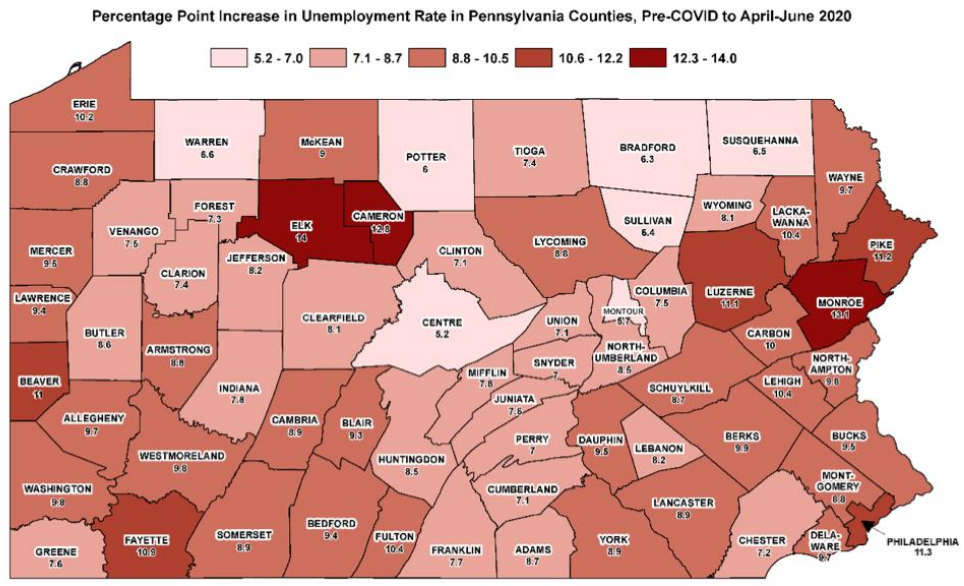 Percentage Point Increase in Unemployment Rate in Pennsylvania Counties, Pre-COVID to April-June 2020
5.2 - 7.0
7.1 - 8.7
8.8 - 10.5
10.6 - 12.2
12.3 - 14.0
ERIE
10.2
WARREN
6.6
McKEAN
9
POTTER
6
TIOGA
7.4
BRADFORD
6.3
SUSQUEHANNA
6.5
WAYNE
9.7
CRAWFORD
8.8
FOREST
7.3
ELK
14
CAMERON
12.8
SULLIVAN
6.4
WYOMING
8.1
LACKA-
WANNA
10.4
PIKE
11.2
VENANGO
7.5
MERCER
9.5
CLARION
7.4
JEFFERSON
8.2
CLINTON
7.1
LYCOMING
8.8
COLUMBIA
7.5
LUZERNE
11.1
MONROE
13.1
LAWRENCE
9.4
BUTLER
8.6
CLEARFIELD
8.1
CENTRE
5.2
UNION
7.1
MONTOUR
5.7
CARBON
10
ARMSTRONG
8.8
NORTH-
UMBERLAND
8.5
NORTH-
AMPTON
9.6
BEAVER
11
INDIANA
7.8
MIFFLIN
7.8
SNYDER
7
SCHUYLKILL
8.7
LEHIGH
10.4
ALLEGHENY
9.7
CAMBRIA
8.9
BLAIR
9.3
JUNIATA
7.6
WESTMORELAND
9.8
HUNTINGDON
8.5
PERRY
7
DAUPHIN
9.5
LEBANON
8.2
BERKS
9.9
BUCKS
9.5
WASHINGTON
9.8
CUMBERLAND
7.1
LANCASTER
8.9
MONT-
GOMERY
8.8
GREENE
7.6
FAYETTE
10.9
SOMERSET
8.9
BEDFORD
9.4
FULTON
10.4
FRANKLIN
7.7
ADAMS
8.7
YORK
8.9
CHESTER
7.2
DELA-
WARE
9.7
PHILADELPHIA
11.3